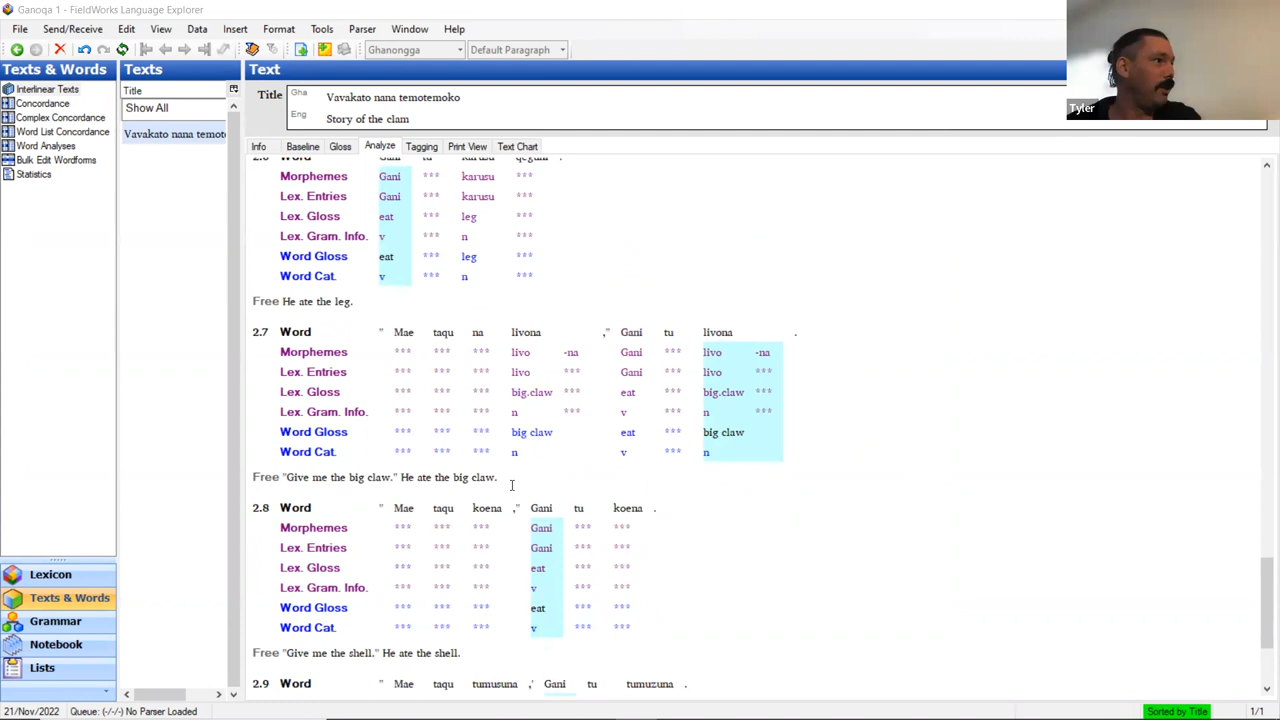 Ganoqa 1 - FieldWorks Language Explorer
File Send/Receive Edit View Data Insert Format Tools Parser Window Help
Ghanongga Default Paragraph
Texts & Words
Interlinear Texts
Concordance
Complex Concordance
Word List Concordance
Word Analyses
Bulk Edit Wordforms
Statistics
Lexicon
Texts & Words
Grammar
Notebook
Lists
Texts
Title
Show All
Vavakato nana temot
Text
Title Gha Vavakato nana temotemoko
Eng Story of the clam
Tyler
Info Baseline Gloss Analyze Tagging Print View Text Chart
2.6 Word Gani tu karusu qeguni .
Morphemes Gani *** karusu ***
Lex. Entries Gani *** karusu ***
Lex. Gloss eat *** leg ***
Lex. Gram. Info. v *** n ***
Word Gloss eat *** leg ***
Word Cat. v *** n ***
Free He ate the leg.
2.7 Word " Mae taqu na livona ," Gani tu livona .
Morphemes *** *** *** livo -na Gani *** livo -na
Lex. Entries *** *** *** livo *** Gani *** livo ***
Lex. Gloss *** *** *** big.claw *** eat *** big.claw ***
Lex. Gram. Info. *** *** *** n *** v *** n ***
Word Gloss *** *** *** big claw eat *** big claw
Word Cat. *** *** *** n v *** n
Free "Give me the big claw." He ate the big claw.
2.8 Word " Mae taqu koena ," Gani tu koena .
Morphemes *** *** *** Gani *** ***
Lex. Entries *** *** *** Gani *** ***
Lex. Gloss *** *** *** eat *** ***
Lex. Gram. Info. *** *** *** v *** ***
Word Gloss *** *** *** eat *** ***
Word Cat. *** *** *** v *** ***
Free "Give me the shell." He ate the shell.
2.9 Word " Mae taqu tumusuna ,' Gani tu tumuzuna .
21/Nov/2022 Queue: (-/-/-) No Parser Loaded Sorted by Title 1/1